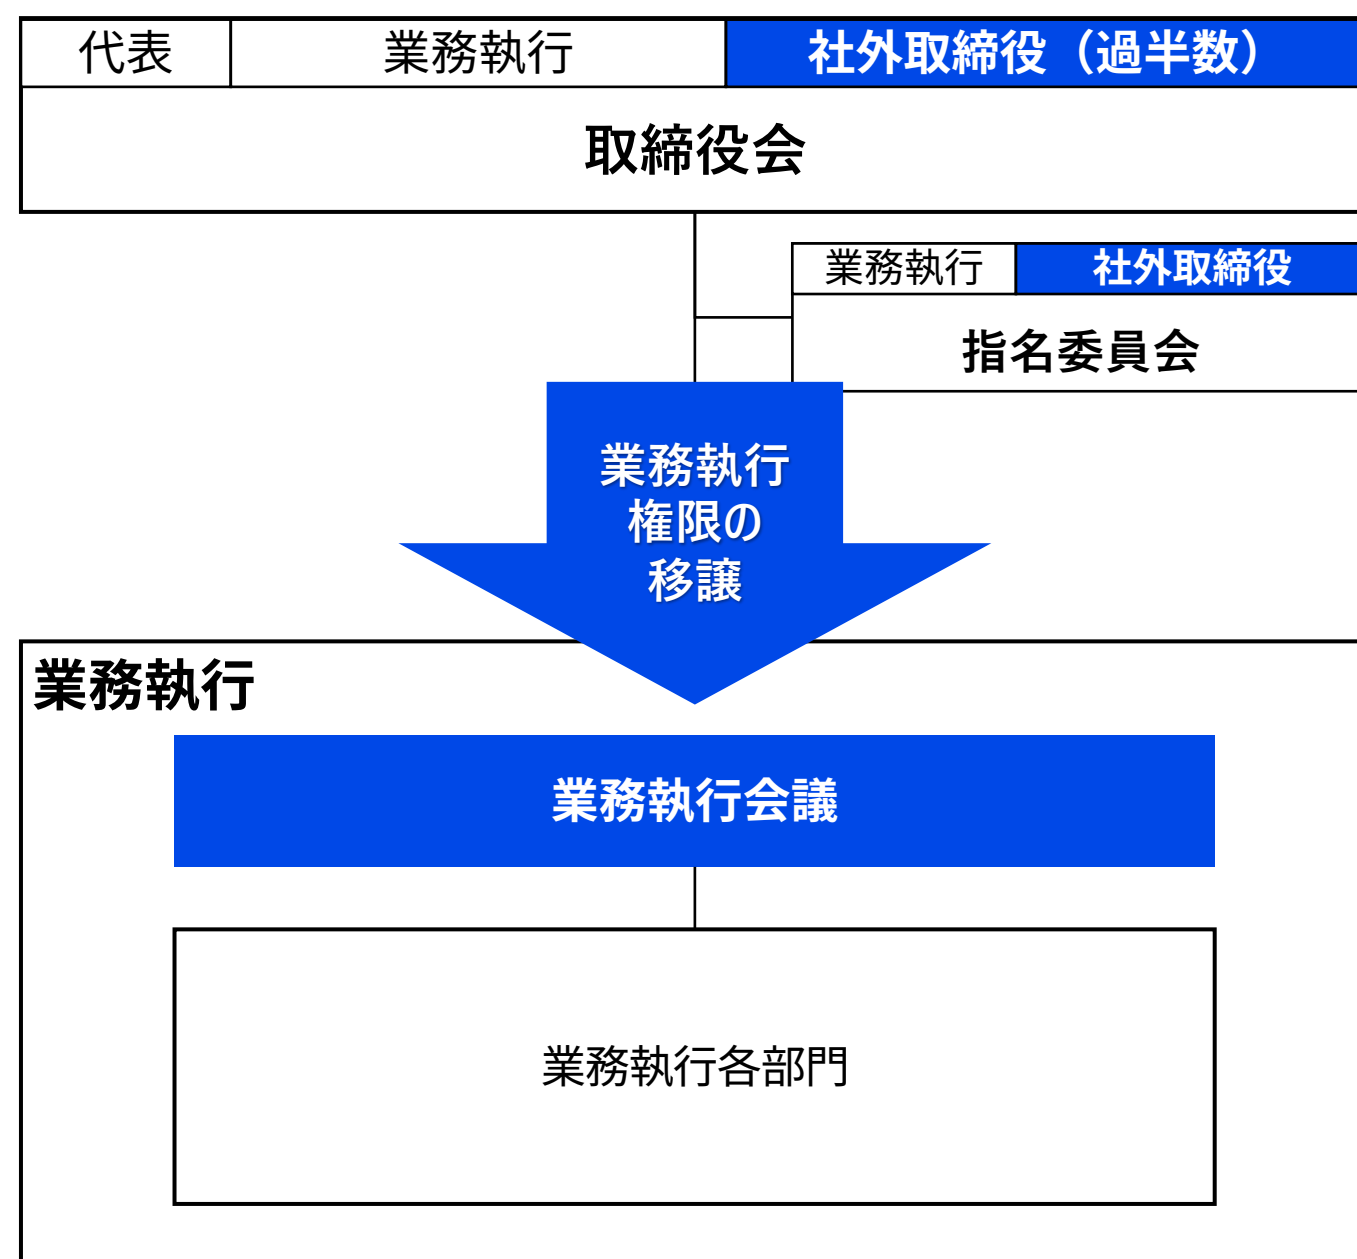 代表 業務執行 社外取締役（過半数）
取締役会
業務執行 社外取締役
指名委員会
業務執行
権限の
移譲
業務執行
業務執行会議
業務執行各部門